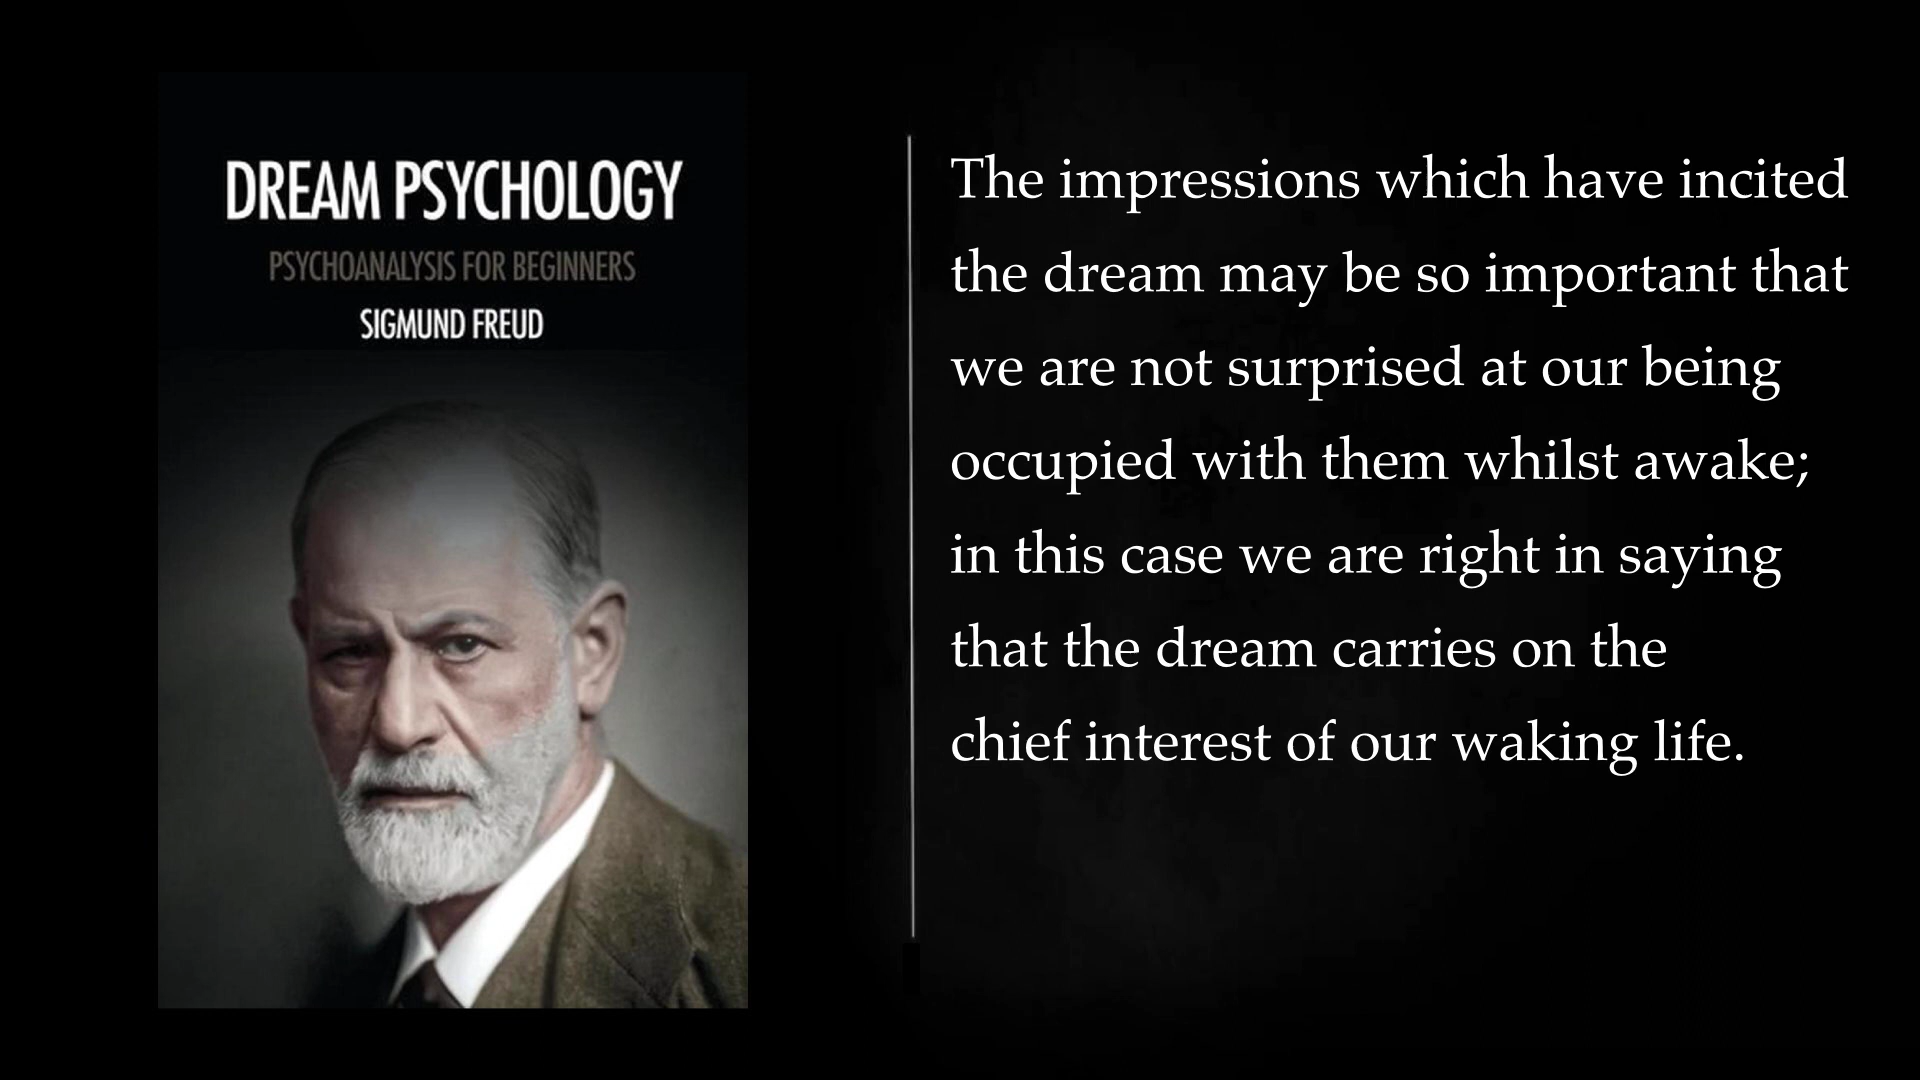 DREAM PSYCHOLOGY
PSYCHOANALYSIS FOR BEGINNERS
SIGMUND FREUD
The impressions which have incited
the dream may be so important that
we are not surprised at our being
occupied with them whilst awake;
in this case we are right in saying
that the dream carries on the
chief interest of our waking life.